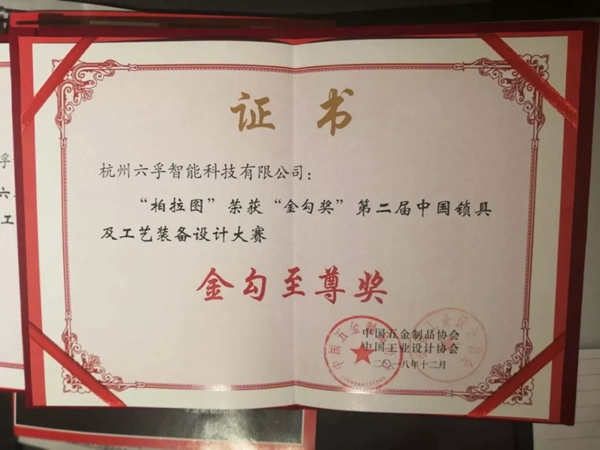 证 书
杭州六孚智能科技有限公司：
“柏拉图”荣获“金勾奖”第二届中国锁具
及工艺装备设计大赛
金勾至尊奖
中国五金制品协会
中国工业设计协会
二〇一八年十二月